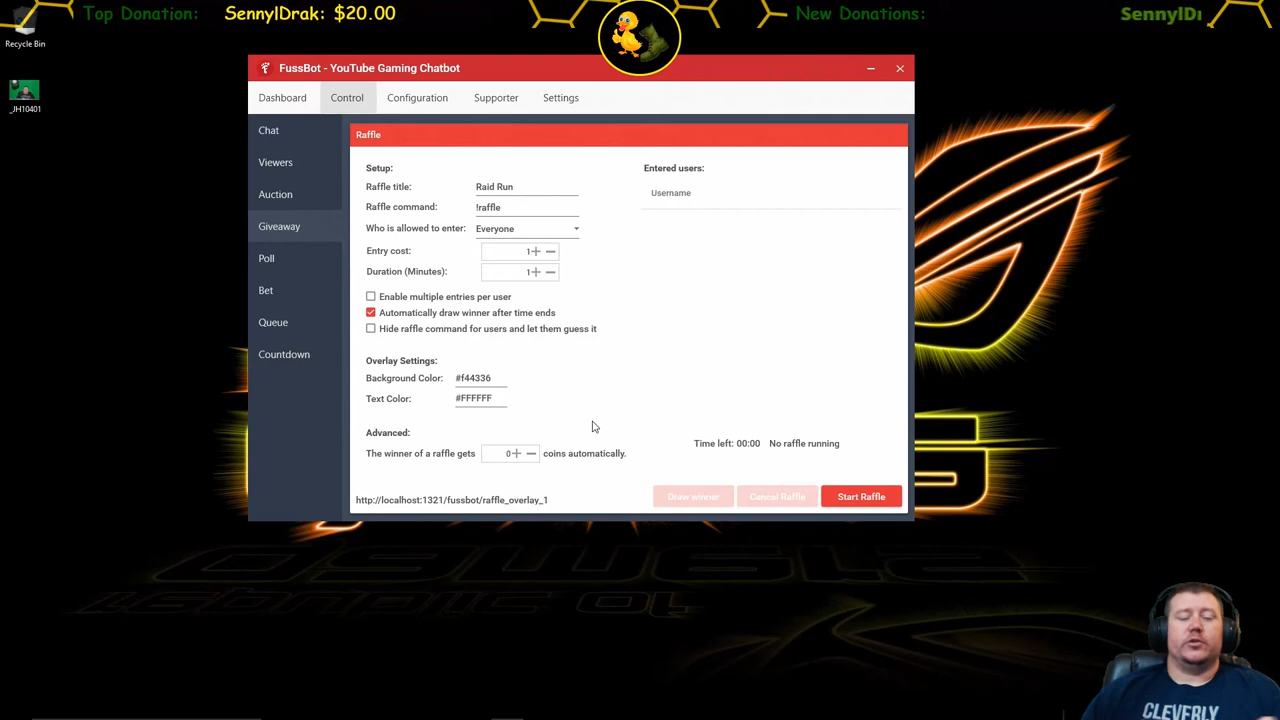 Top Donation: SennylDrak: $20.00 New Donations: SennylD
Recycle Bin
_JH10401
FussBot - YouTube Gaming Chatbot
Dashboard Control Configuration Supporter Settings
Chat
Viewers
Auction
Giveaway
Poll
Bet
Queue
Countdown
Raffle
Setup:
Raffle title: Raid Run
Raffle command: !raffle
Who is allowed to enter: Everyone
Entry cost: 1
Duration (Minutes): 1
Enable multiple entries per user
Automatically draw winner after time ends
Hide raffle command for users and let them guess it
Overlay Settings:
Background Color: #f44336
Text Color: #FFFFFF
Advanced:
The winner of a raffle gets 0 coins automatically.
http://localhost:1321/fussbot/raffle_overlay_1
Entered users:
Username
Time left: 00:00 No raffle running
Draw winner Cancel Raffle Start Raffle
CLEVERLY